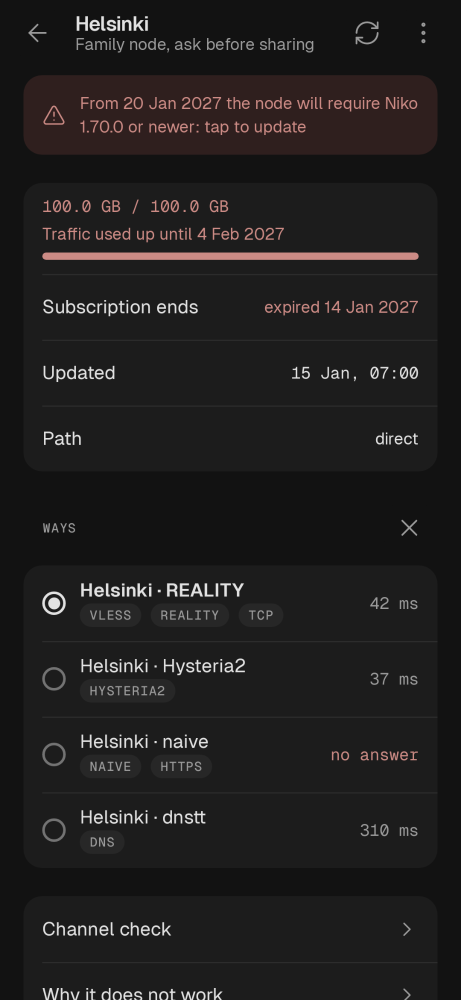 Helsinki
Family node, ask before sharing
From 20 Jan 2027 the node will require Niko
1.70.0 or newer: tap to update
100.0 GB / 100.0 GB
Traffic used up until 4 Feb 2027
Subscription ends expired 14 Jan 2027
Updated 15 Jan, 07:00
Path direct
WAYS
Helsinki · REALITY
VLESS REALITY TCP 42 ms
Helsinki · Hysteria2
HYSTERIA2 37 ms
Helsinki · naive
NAIVE HTTPS no answer
Helsinki · dnstt
DNS 310 ms
Channel check
Why it does not work